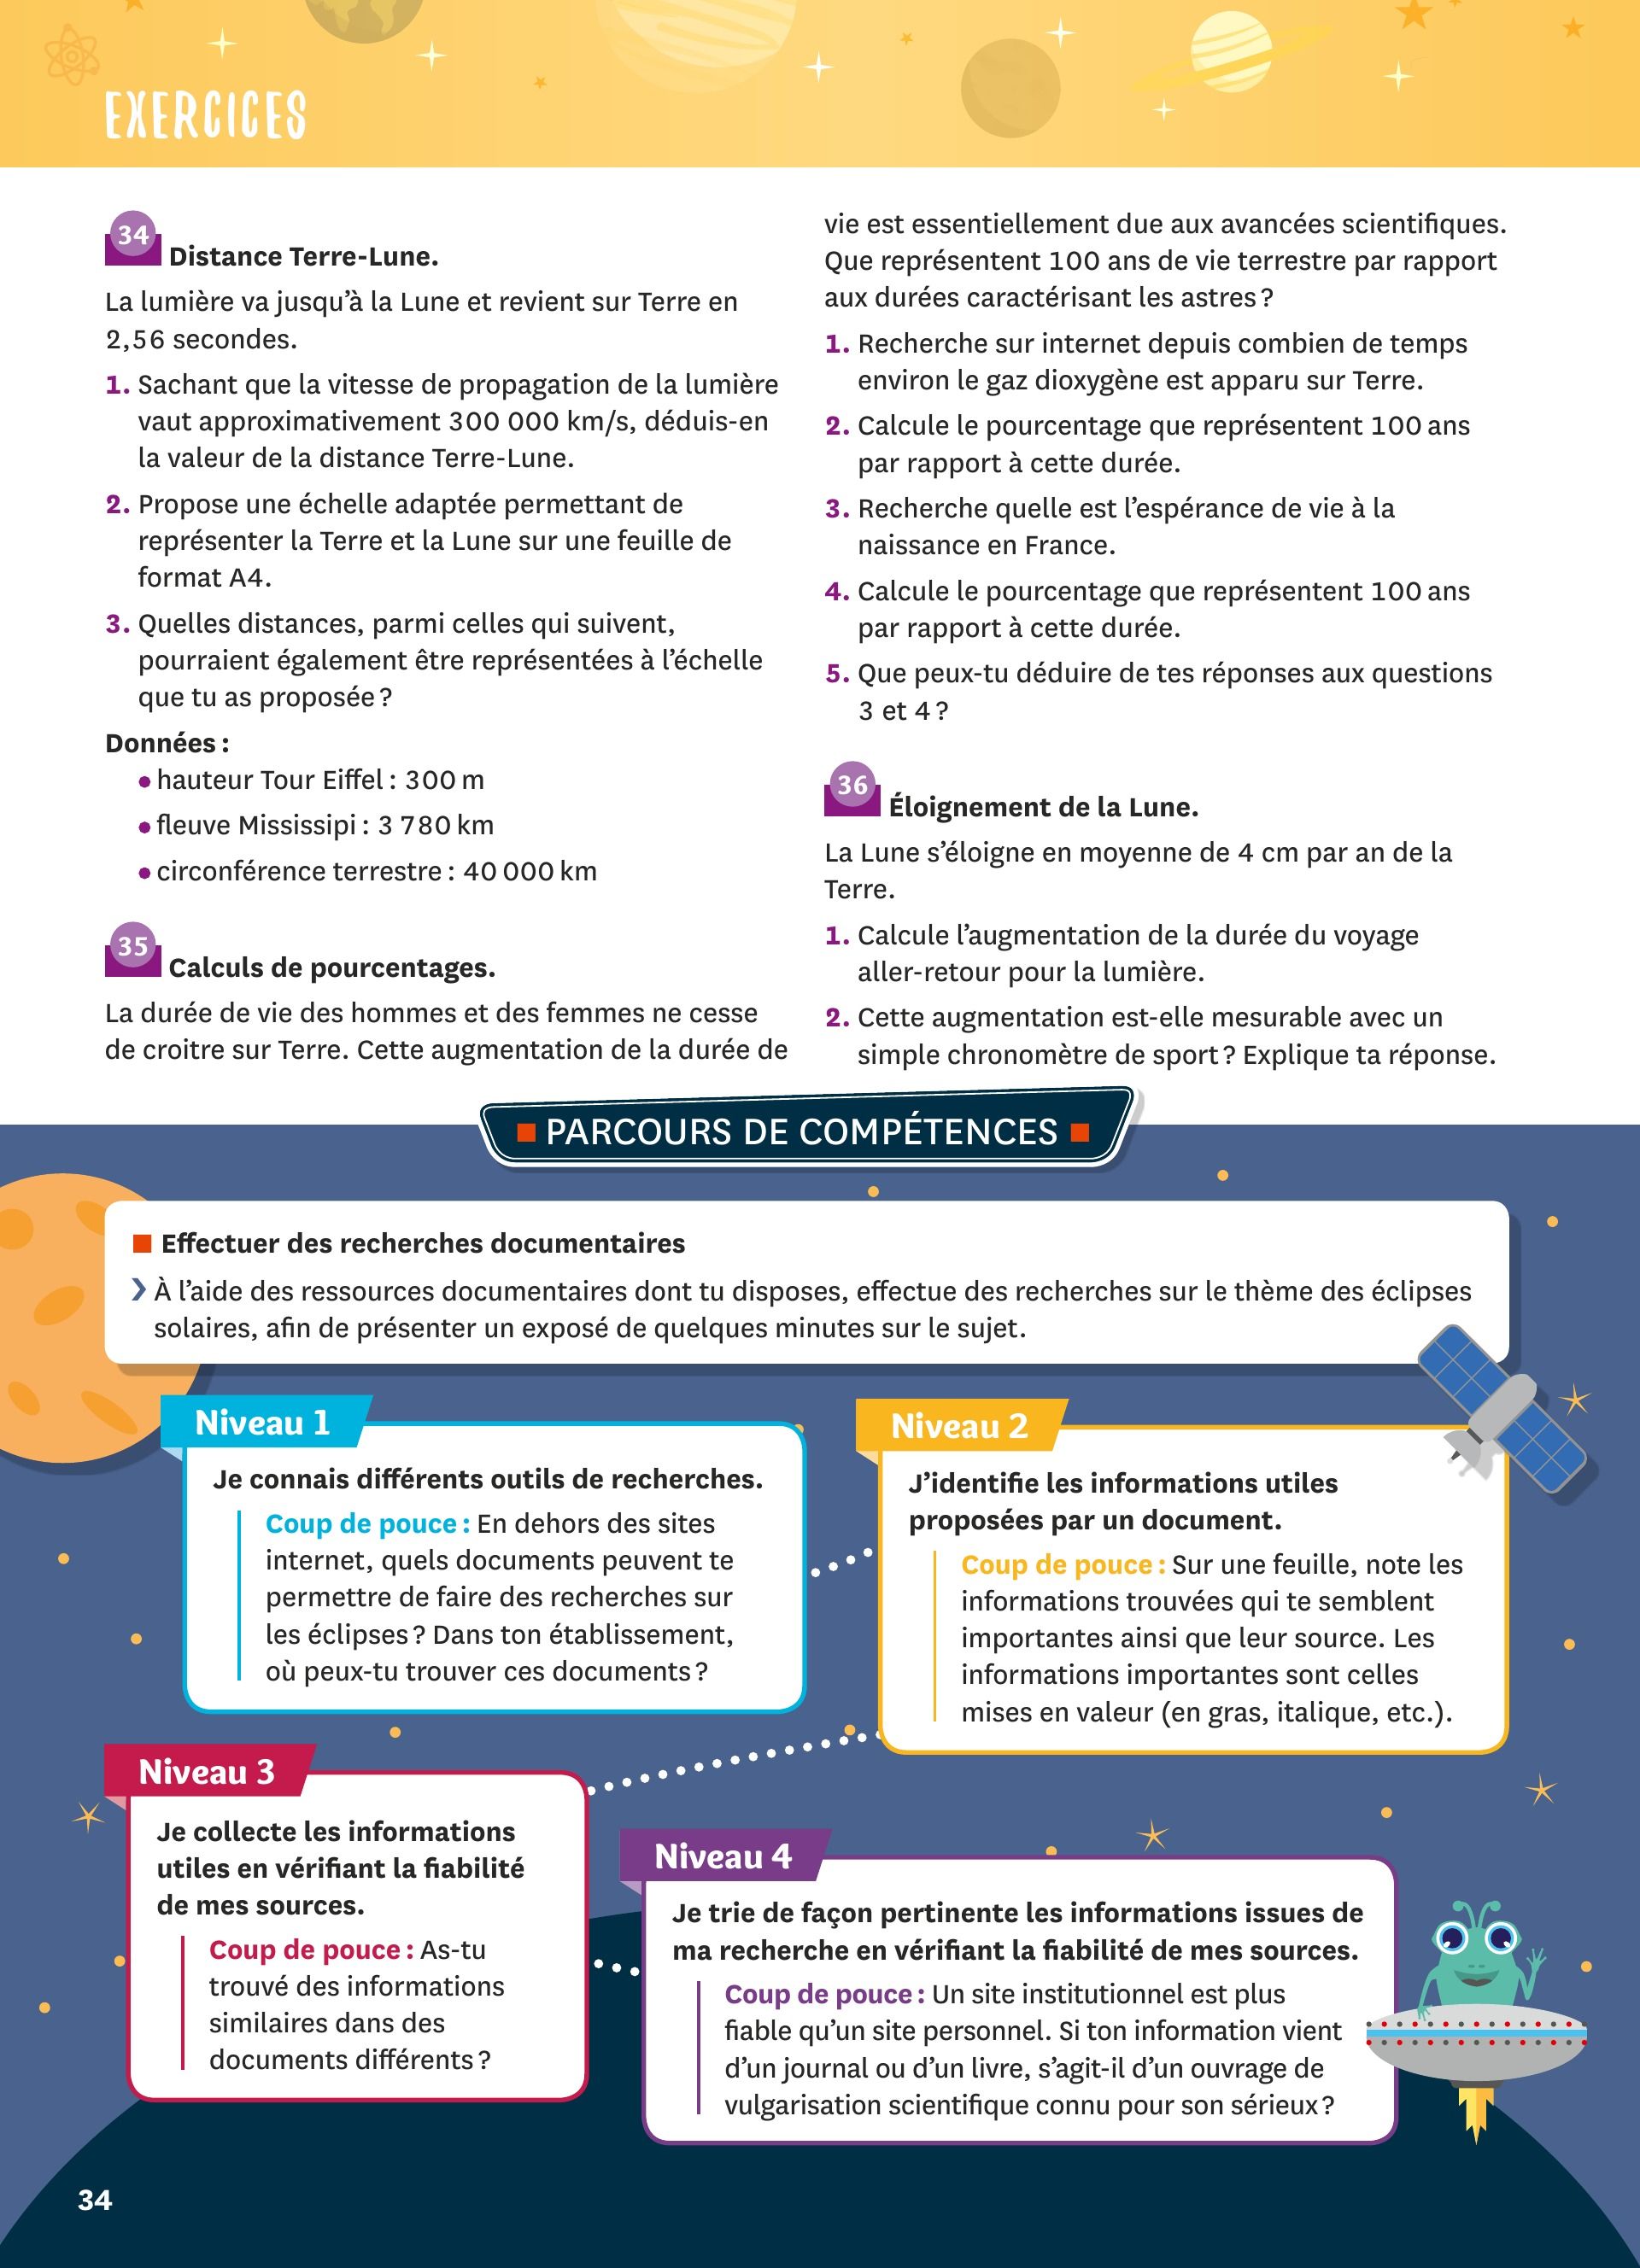 EXERCICES
34
Distance Terre-Lune.
La lumière va jusqu’à la Lune et revient sur Terre en
2,56 secondes.
1. Sachant que la vitesse de propagation de la lumière
vaut approximativement 300 000 km/s, déduis-en
la valeur de la distance Terre-Lune.
2. Propose une échelle adaptée permettant de
représenter la Terre et la Lune sur une feuille de
format A4.
3. Quelles distances, parmi celles qui suivent,
pourraient également être représentées à l’échelle
que tu as proposée ?
Données :
• hauteur Tour Eiffel : 300 m
• fleuve Mississipi : 3 780 km
• circonférence terrestre : 40 000 km
35
Calculs de pourcentages.
La durée de vie des hommes et des femmes ne cesse
de croitre sur Terre. Cette augmentation de la durée de
vie est essentiellement due aux avancées scientifiques.
Que représentent 100 ans de vie terrestre par rapport
aux durées caractérisant les astres ?
1. Recherche sur internet depuis combien de temps
environ le gaz dioxygène est apparu sur Terre.
2. Calcule le pourcentage que représentent 100 ans
par rapport à cette durée.
3. Recherche quelle est l’espérance de vie à la
naissance en France.
4. Calcule le pourcentage que représentent 100 ans
par rapport à cette durée.
5. Que peux-tu déduire de tes réponses aux questions
3 et 4 ?
36
Éloignement de la Lune.
La Lune s’éloigne en moyenne de 4 cm par an de la
Terre.
1. Calcule l’augmentation de la durée du voyage
aller-retour pour la lumière.
2. Cette augmentation est-elle mesurable avec un
simple chronomètre de sport ? Explique ta réponse.
PARCOURS DE COMPÉTENCES
Effectuer des recherches documentaires
À l’aide des ressources documentaires dont tu disposes, effectue des recherches sur le thème des éclipses
solaires, afin de présenter un exposé de quelques minutes sur le sujet.
Niveau 1
Je connais différents outils de recherches.
Coup de pouce : En dehors des sites
internet, quels documents peuvent te
permettre de faire des recherches sur
les éclipses ? Dans ton établissement,
où peux-tu trouver ces documents ?
Niveau 2
J’identifie les informations utiles
proposées par un document.
Coup de pouce : Sur une feuille, note les
informations trouvées qui te semblent
importantes ainsi que leur source. Les
informations importantes sont celles
mises en valeur (en gras, italique, etc.).
Niveau 3
Je collecte les informations
utiles en vérifiant la fiabilité
de mes sources.
Coup de pouce : As-tu
trouvé des informations
similaires dans des
documents différents ?
Niveau 4
Je trie de façon pertinente les informations issues de
ma recherche en vérifiant la fiabilité de mes sources.
Coup de pouce : Un site institutionnel est plus
fiable qu’un site personnel. Si ton information vient
d’un journal ou d’un livre, s’agit-il d’un ouvrage de
vulgarisation scientifique connu pour son sérieux ?
34